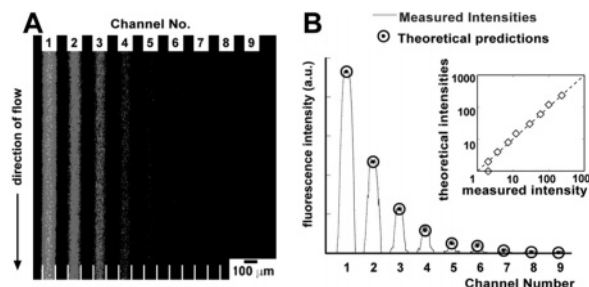 A
Channel No.
1 2 3 4 5 6 7 8 9
direction of flow
100 μm
B
Measured Intensities
Theoretical predictions
fluorescence intensity (a.u.)
1000
100
10
1
theoretical intensities
1 10 100 1000
measured intensity
1 2 3 4 5 6 7 8 9
Channel Number